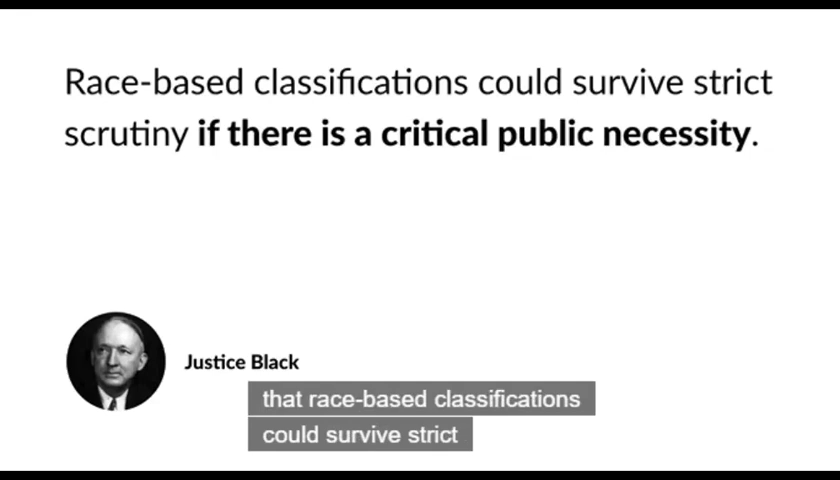 Race-based classifications could survive strict
scrutiny if there is a critical public necessity.
Justice Black
that race-based classifications
could survive strict